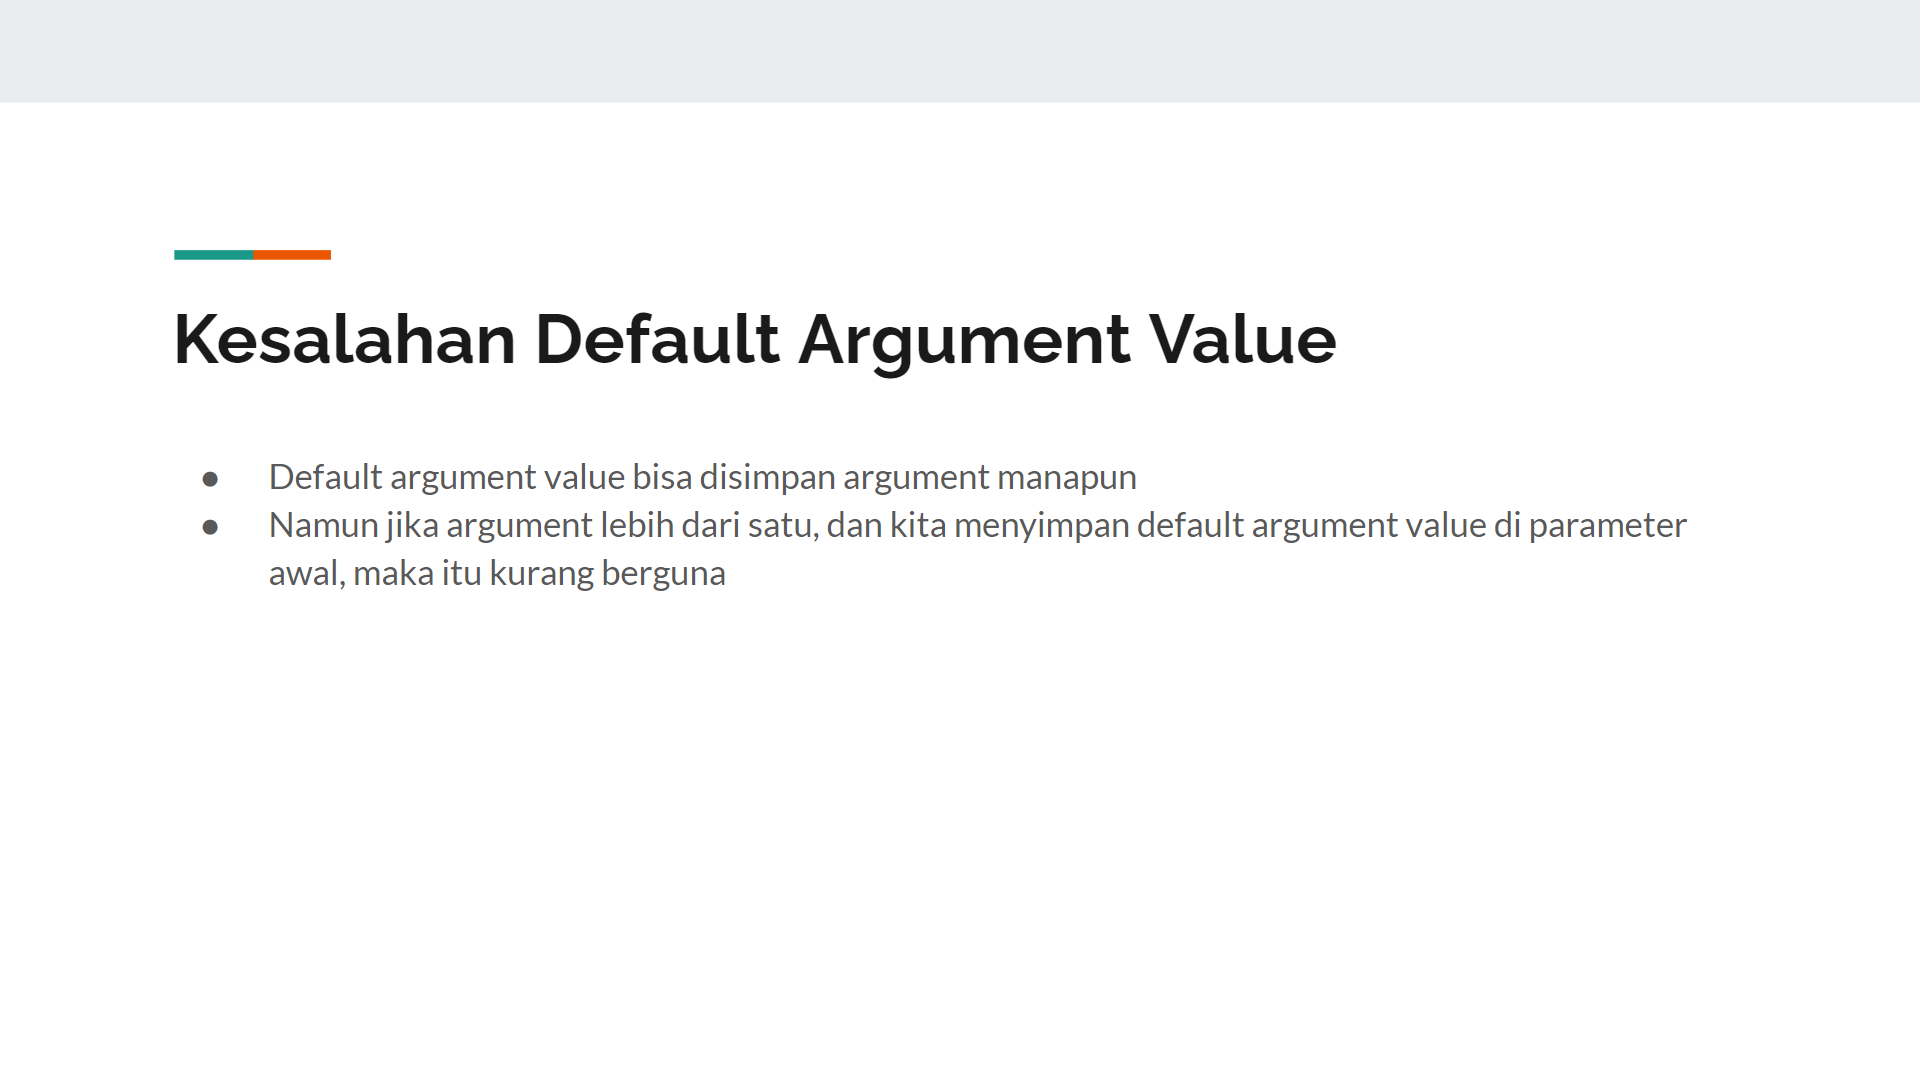 Kesalahan Default Argument Value
● Default argument value bisa disimpan argument manapun
● Namun jika argument lebih dari satu, dan kita menyimpan default argument value di parameter
awal, maka itu kurang berguna